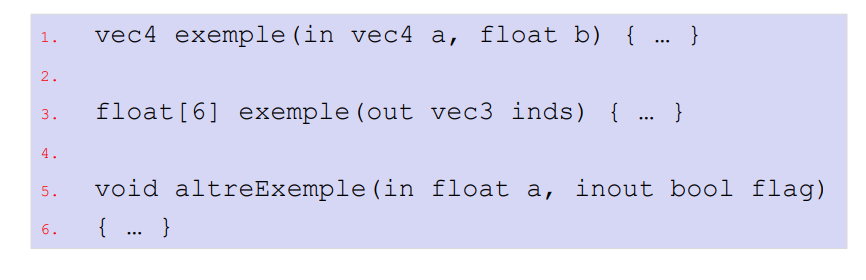 1. vec4 exemple(in vec4 a, float b) { … }
2.
3. float[6] exemple(out vec3 inds) { … }
4.
5. void altreExemple(in float a, inout bool flag)
6. { … }